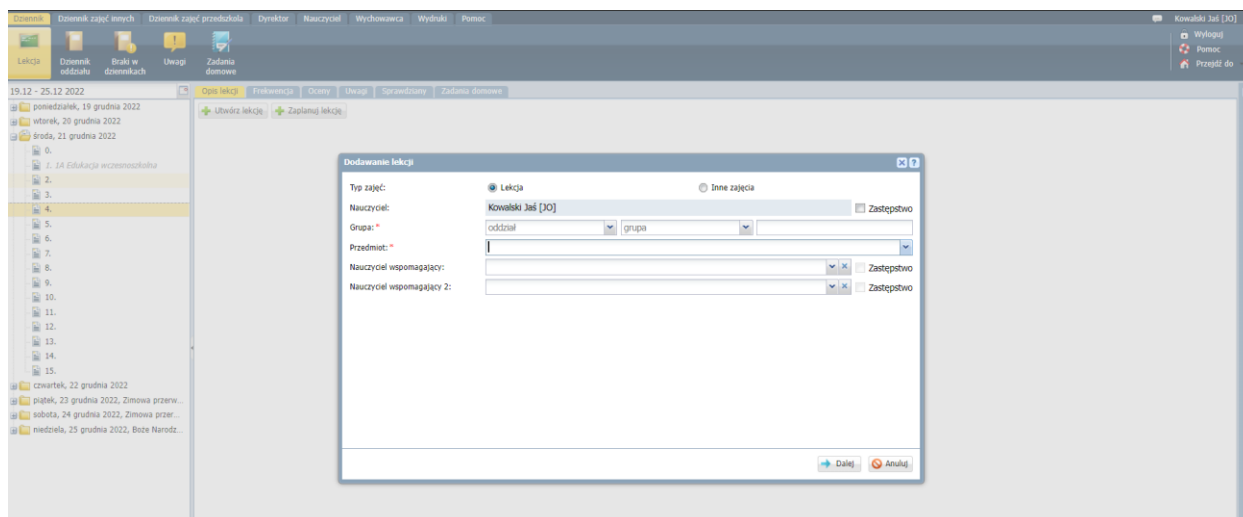 Dziennik Dziennik zajęć innych Dziennik zajęć przedszkola Dyrektor Nauczyciel Wychowawca Wydruki Pomoc Kowalski Jaś [JO]
Wyloguj
Pomoc
Przejdź do
Lekcja Dziennik oddziału Braki w dziennikach Uwagi Zadania domowe
19.12 - 25.12 2022
Opis lekcji Frekwencja Oceny Uwagi Sprawdziany Zadania domowe
Utwórz lekcję Zaplanuj lekcję
poniedziałek, 19 grudnia 2022
wtorek, 20 grudnia 2022
środa, 21 grudnia 2022
0.
1. 1A Edukacja wczesnoszkolna
2.
3.
4.
5.
6.
7.
8.
9.
10.
11.
12.
13.
14.
15.
czwartek, 22 grudnia 2022
piątek, 23 grudnia 2022, Zimowa przerw...
sobota, 24 grudnia 2022, Zimowa przer...
niedziela, 25 grudnia 2022, Boże Narodz...
Dodawanie lekcji
Typ zajęć: Lekcja Inne zajęcia
Nauczyciel: Kowalski Jaś [JO] Zastępstwo
Grupa: * oddział grupa
Przedmiot: *
Nauczyciel wspomagający: Zastępstwo
Nauczyciel wspomagający 2: Zastępstwo
Dalej Anuluj